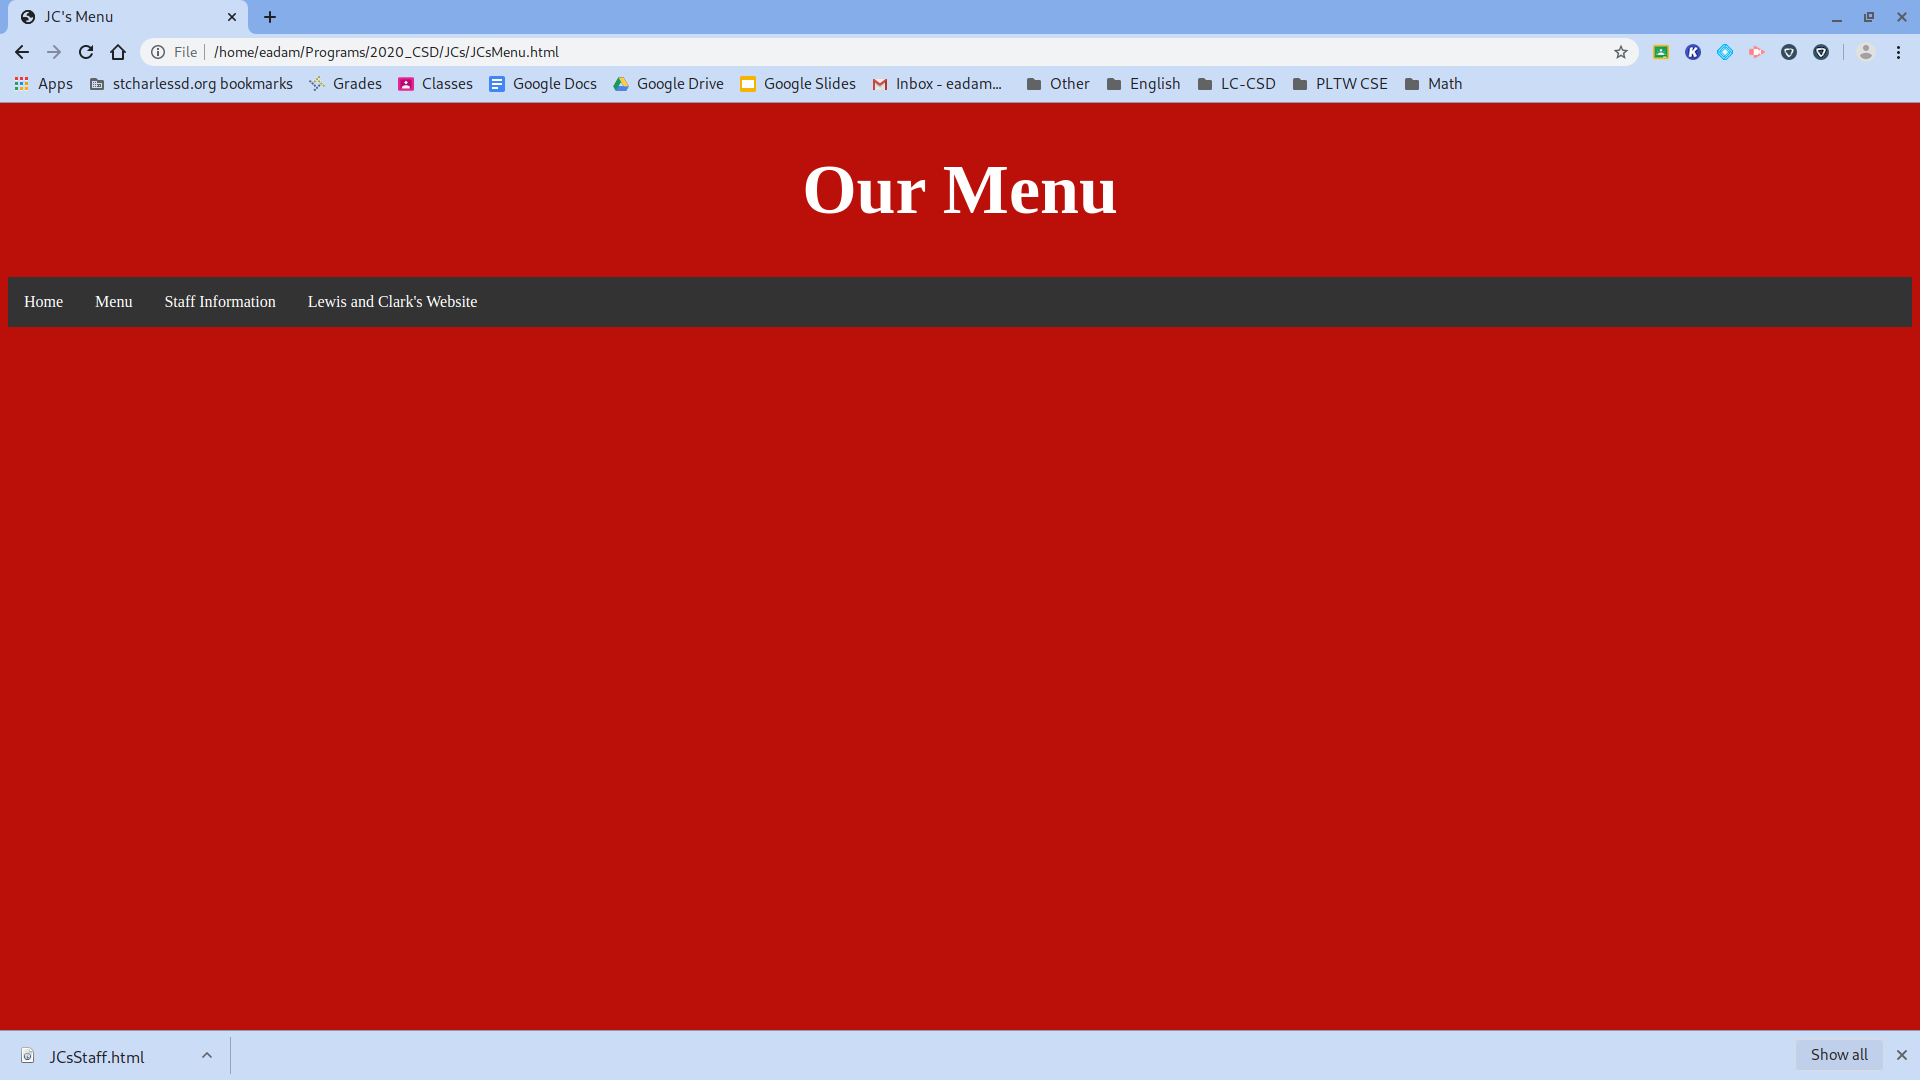 JC's Menu
File /home/eadam/Programs/2020_CSD/JCs/JCsMenu.html
Apps stcharlessd.org bookmarks Grades Classes Google Docs Google Drive Google Slides Inbox - eadam... Other English LC-CSD PLTW CSE Math
Our Menu
Home Menu Staff Information Lewis and Clark's Website
JCsStaff.html Show all